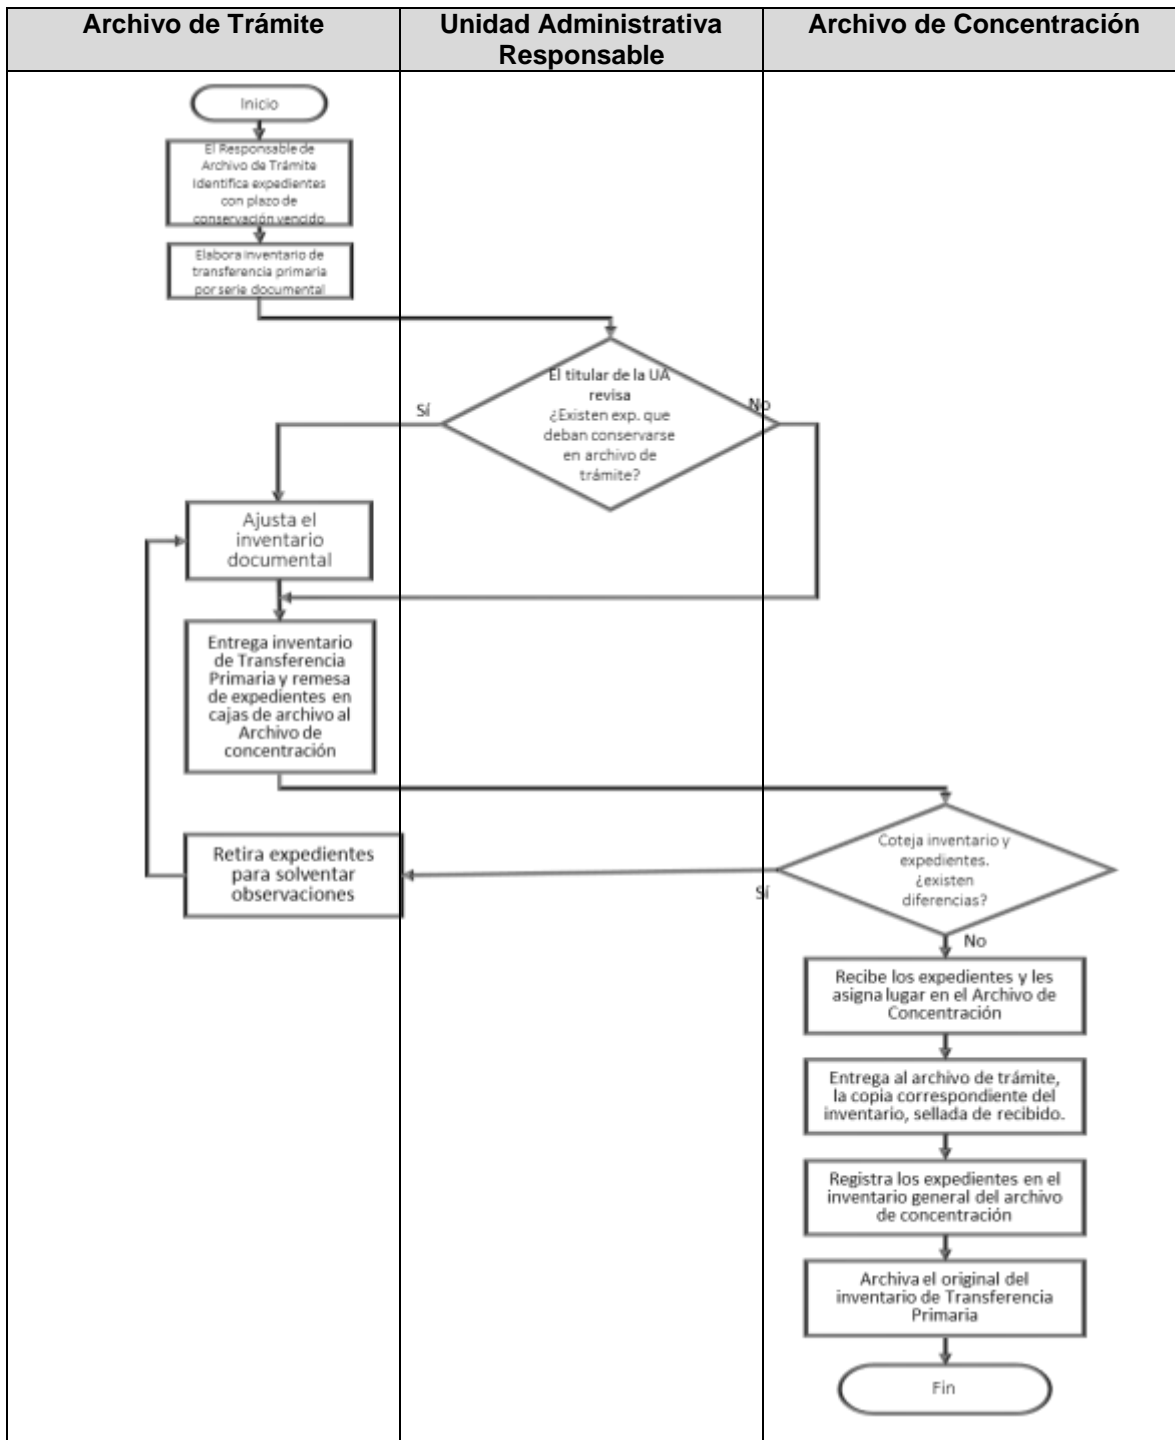 Archivo de Trámite
Unidad Administrativa
Responsable
Archivo de Concentración
Inicio
El Responsable de
Archivo de Trámite
Identifica expedientes
con plazo de
conservación vencido
Elabora Inventario de
transferencia primaria
por serie documental
El titular de la UA
revisa
¿Existen exp. que
deban conservarse
en archivo de
trámite?
Sí
No
Ajusta el
inventario
documental
Entrega inventario
de Transferencia
Primaria y remesa
de expedientes en
cajas de archivo al
Archivo de
concentración
Coteja inventario y
expedientes.
¿existen
diferencias?
Sí
No
Retira expedientes
para solventar
observaciones
Recibe los expedientes y les
asigna lugar en el Archivo de
Concentración
Entrega al archivo de trámite,
la copia correspondiente del
inventario, sellada de recibido.
Registra los expedientes en el
inventario general del archivo
de concentración
Archiva el original del
inventario de Transferencia
Primaria
Fin